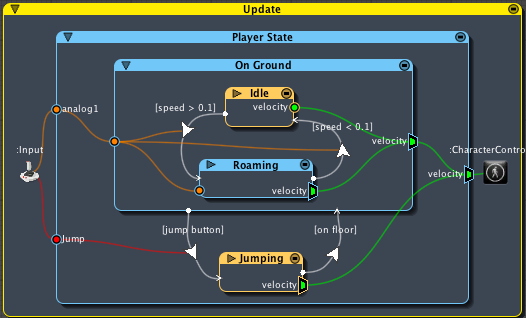 Update
Player State
On Ground
Idle
velocity
[speed > 0.1]
[speed < 0.1]
analog1
:Input
velocity
:CharacterContro
Roaming
velocity
velocity
[jump button]
[on floor]
Jump
Jumping
velocity